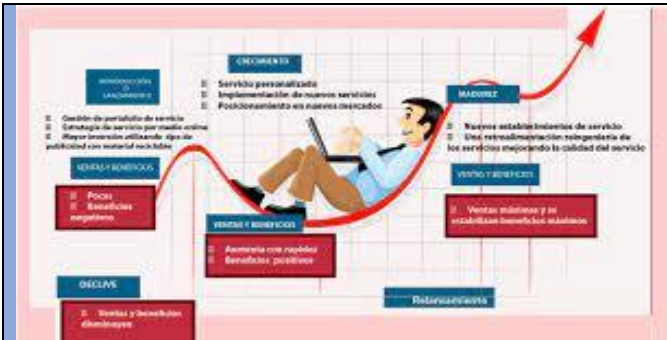 INTRODUCCIÓN
O
LANZAMIENTO
Gestión de portafolio de servicio
Estrategia de servicio por medio online
Mayor inversión utilizando tips de
publicidad con material reciclable
VENTAS Y BENEFICIOS
Pocas
Beneficios
negativos
CRECIMIENTO
Servicio personalizado
Implementación de nuevos servicios
Posicionamiento en nuevos mercados
VENTAS Y BENEFICIOS
Aumenta con rapidez
Beneficios positivos
MADUREZ
Nuevos establecimientos de servicio
Una retroalimentación reingeniería de
los servicios mejorando la calidad del servicio
VENTAS Y BENEFICIOS
Ventas máximas y se
estabilizan beneficios máximos
DECLIVE
Ventas y beneficios
disminuyen
Relanzamiento